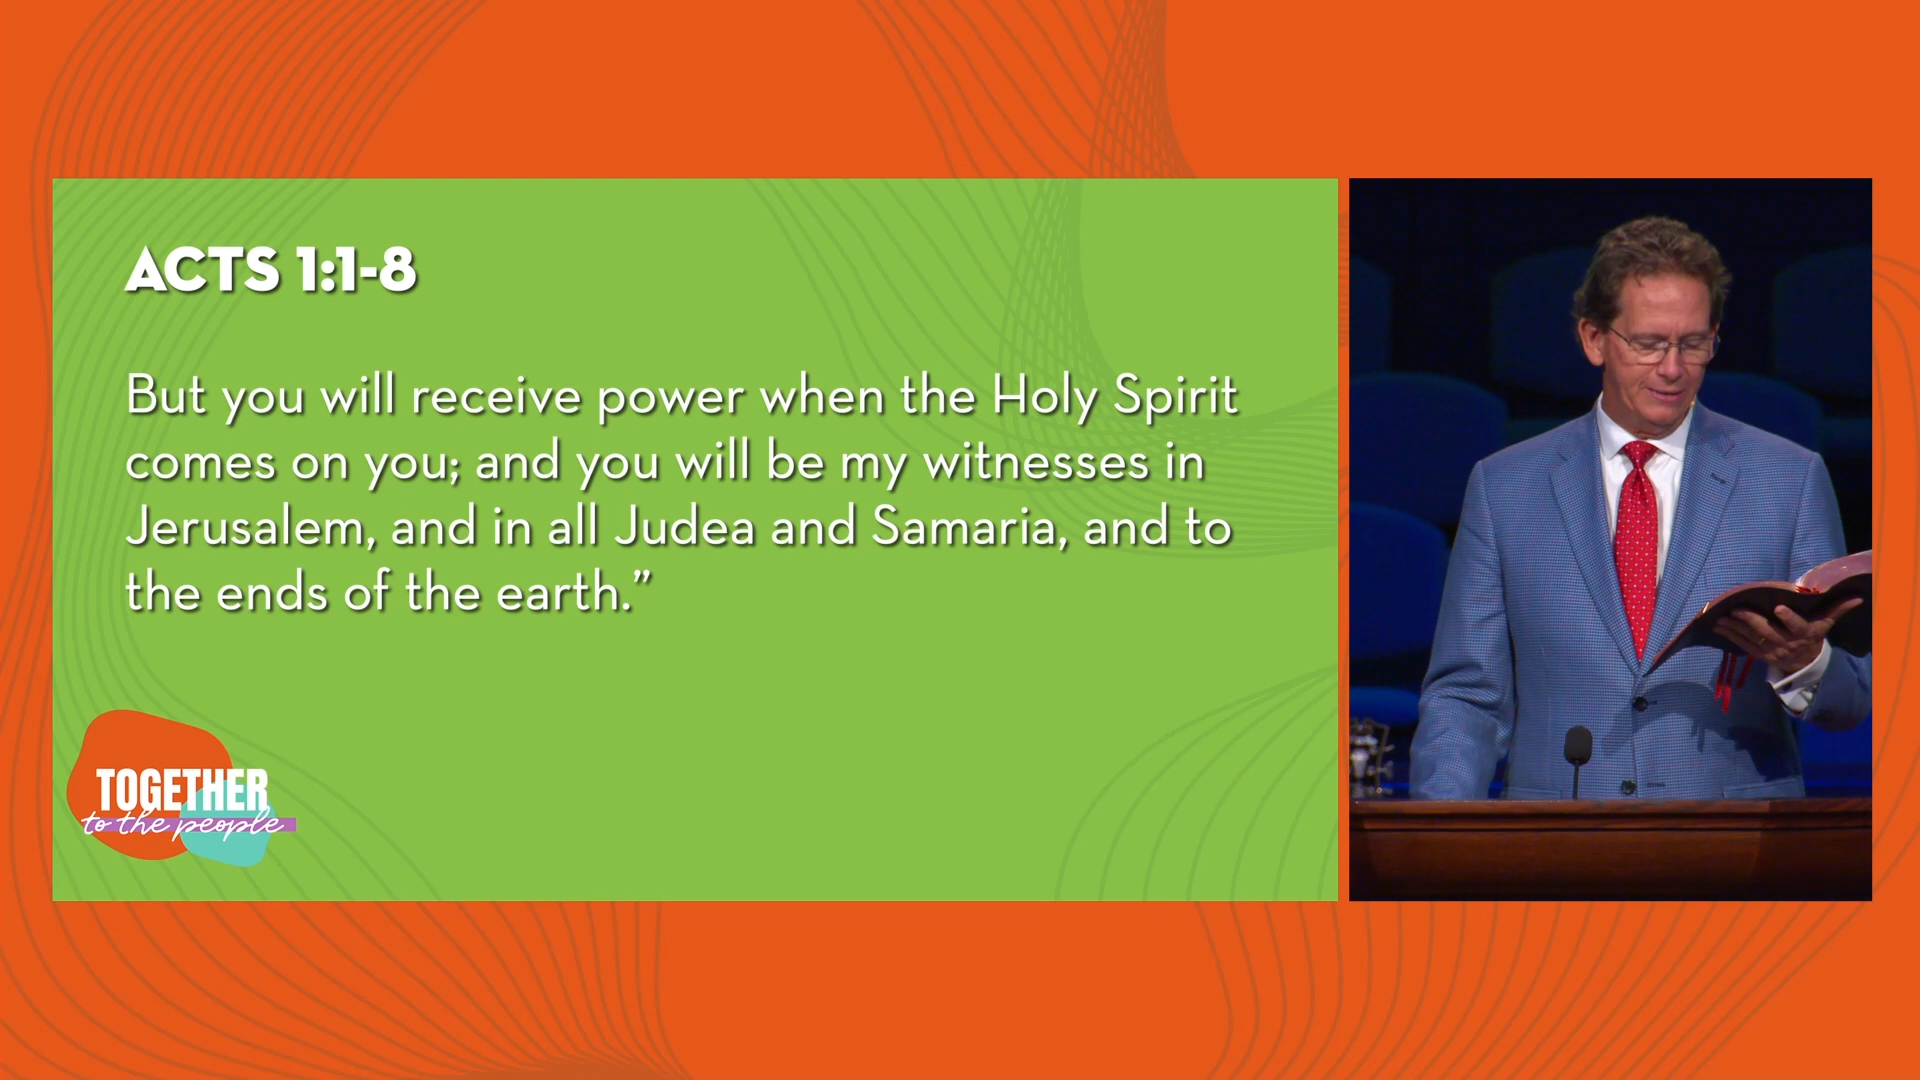 ACTS 1:1-8
But you will receive power when the Holy Spirit
comes on you; and you will be my witnesses in
Jerusalem, and in all Judea and Samaria, and to
the ends of the earth.”
TOGETHER
to the people